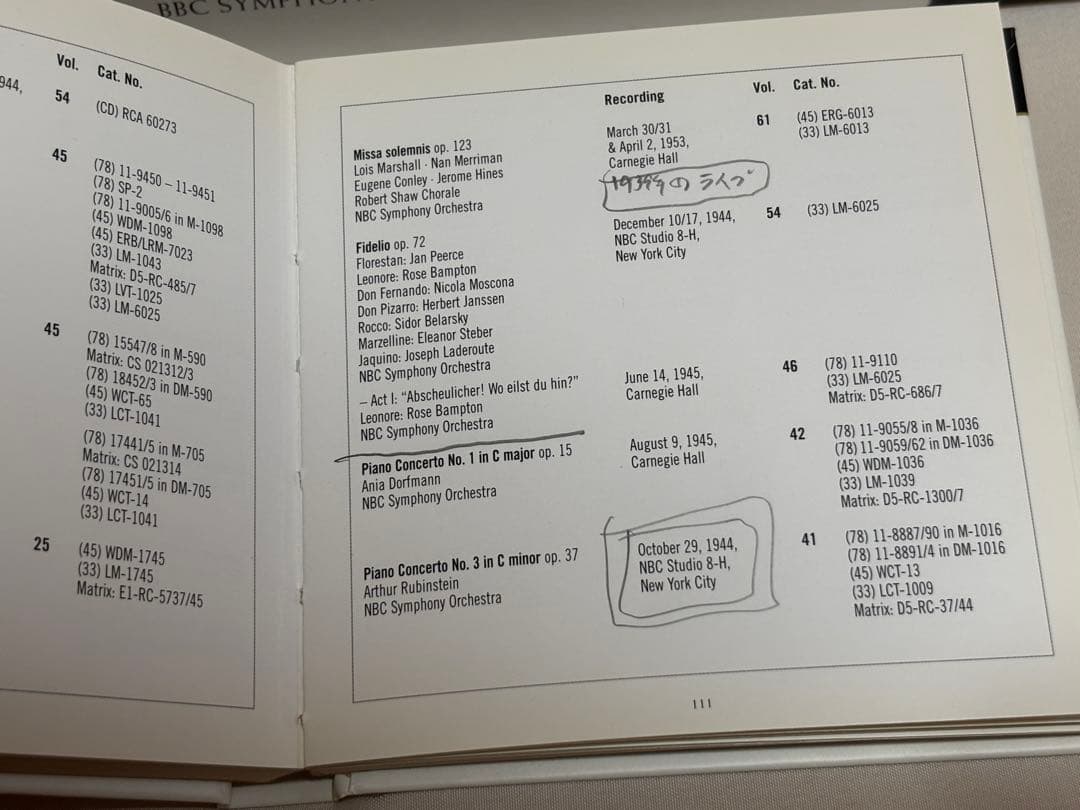 BBC SYMPHON
944,
Vol. Cat. No.
54 (CD) RCA 60273
45 (78) 11-9450 – 11-9451
(78) SP-2
(78) 11-9005/6 in M-1098
(45) WDM-1098
(45) ERB/LRM-7023
(33) LM-1043
Matrix: D5-RC-485/7
(33) LVT-1025
(33) LM-6025
45 (78) 15547/8 in M-590
Matrix: CS 021312/3
(78) 18452/3 in DM-590
(45) WCT-65
(33) LCT-1041
(78) 17441/5 in M-705
Matrix: CS 021314
(78) 17451/5 in DM-705
(45) WCT-14
(33) LCT-1041
25 (45) WDM-1745
(33) LM-1745
Matrix: E1-RC-5737/45
Recording Vol. Cat. No.
Missa solemnis op. 123
Lois Marshall · Nan Merriman
Eugene Conley · Jerome Hines
Robert Shaw Chorale
NBC Symphony Orchestra
March 30/31
& April 2, 1953,
Carnegie Hall
61 (45) ERG-6013
(33) LM-6013
のライブ
Fidelio op. 72
Florestan: Jan Peerce
Leonore: Rose Bampton
Don Fernando: Nicola Moscona
Don Pizarro: Herbert Janssen
Rocco: Sidor Belarsky
Marzelline: Eleanor Steber
Jaquino: Joseph Laderoute
NBC Symphony Orchestra
December 10/17, 1944,
NBC Studio 8-H,
New York City
54 (33) LM-6025
– Act I: “Abscheulicher! Wo eilst du hin?”
Leonore: Rose Bampton
NBC Symphony Orchestra
June 14, 1945,
Carnegie Hall
46 (78) 11-9110
(33) LM-6025
Matrix: D5-RC-686/7
Piano Concerto No. 1 in C major op. 15
Ania Dorfmann
NBC Symphony Orchestra
August 9, 1945,
Carnegie Hall
42 (78) 11-9055/8 in M-1036
(78) 11-9059/62 in DM-1036
(45) WDM-1036
(33) LM-1039
Matrix: D5-RC-1300/7
Piano Concerto No. 3 in C minor op. 37
Arthur Rubinstein
NBC Symphony Orchestra
October 29, 1944,
NBC Studio 8-H,
New York City
41 (78) 11-8887/90 in M-1016
(78) 11-8891/4 in DM-1016
(45) WCT-13
(33) LCT-1009
Matrix: D5-RC-37/44
111